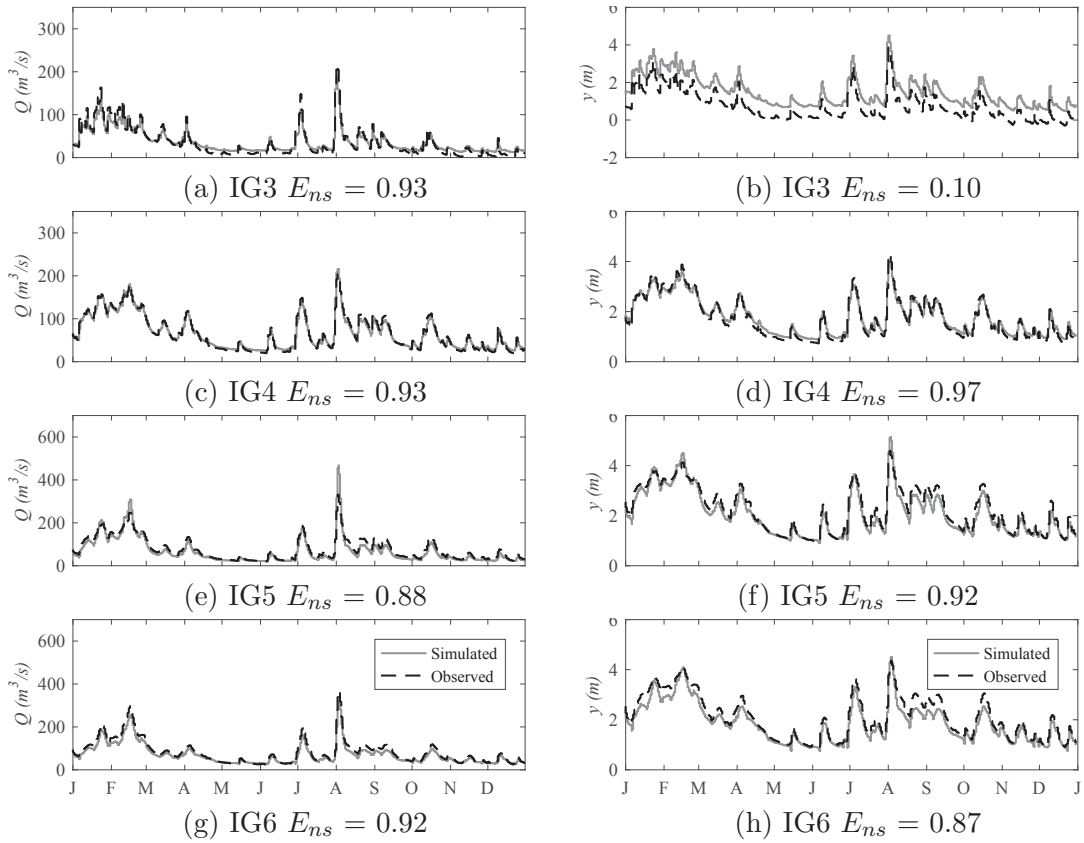 300
200
100
0
Q (m³/s)
(a) IG3 Eₙₛ = 0.93
6
4
2
0
-2
y (m)
(b) IG3 Eₙₛ = 0.10
300
200
100
0
Q (m³/s)
(c) IG4 Eₙₛ = 0.93
6
4
2
0
y (m)
(d) IG4 Eₙₛ = 0.97
600
400
200
0
Q (m³/s)
(e) IG5 Eₙₛ = 0.88
6
4
2
0
y (m)
(f) IG5 Eₙₛ = 0.92
600
400
200
0
Q (m³/s)
Simulated
Observed
J F M A M J J A S O N D
(g) IG6 Eₙₛ = 0.92
6
4
2
0
y (m)
Simulated
Observed
J F M A M J J A S O N D J
(h) IG6 Eₙₛ = 0.87